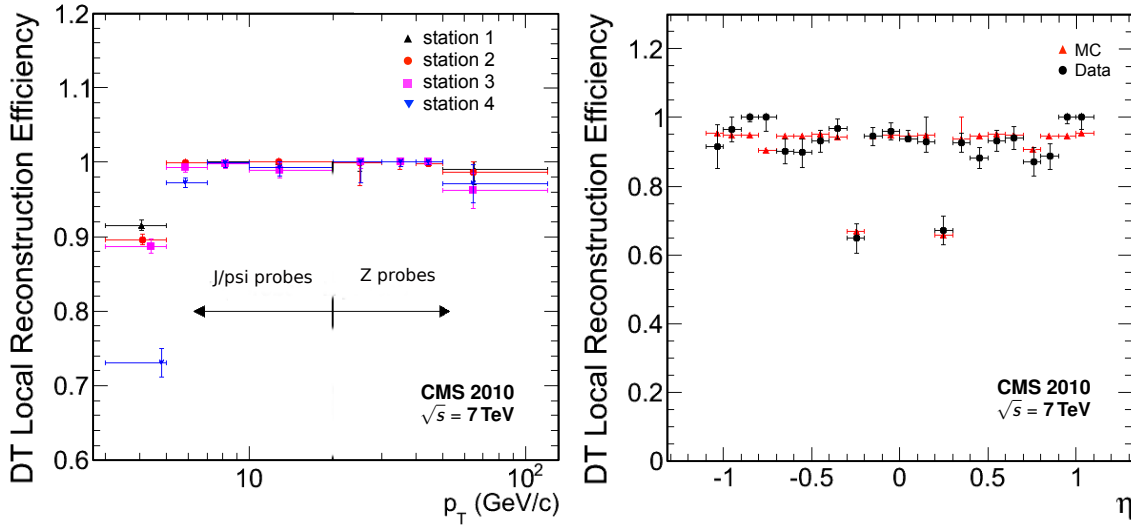 DT Local Reconstruction Efficiency
1.2
1.1
1
0.9
0.8
0.7
0.6
station 1
station 2
station 3
station 4
J/psi probes
Z probes
CMS 2010
√s = 7 TeV
10
10²
p_T (GeV/c)
DT Local Reconstruction Efficiency
1.2
1
0.8
0.6
0.4
0.2
0
MC
Data
CMS 2010
√s = 7 TeV
-1
-0.5
0
0.5
1
η